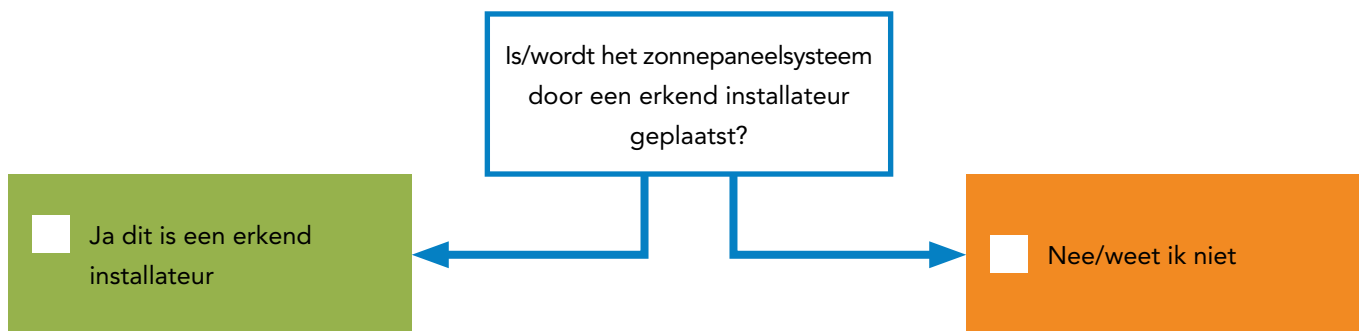 Is/wordt het zonnepaneelsysteem
door een erkend installateur
geplaatst?
Ja dit is een erkend
installateur
Nee/weet ik niet